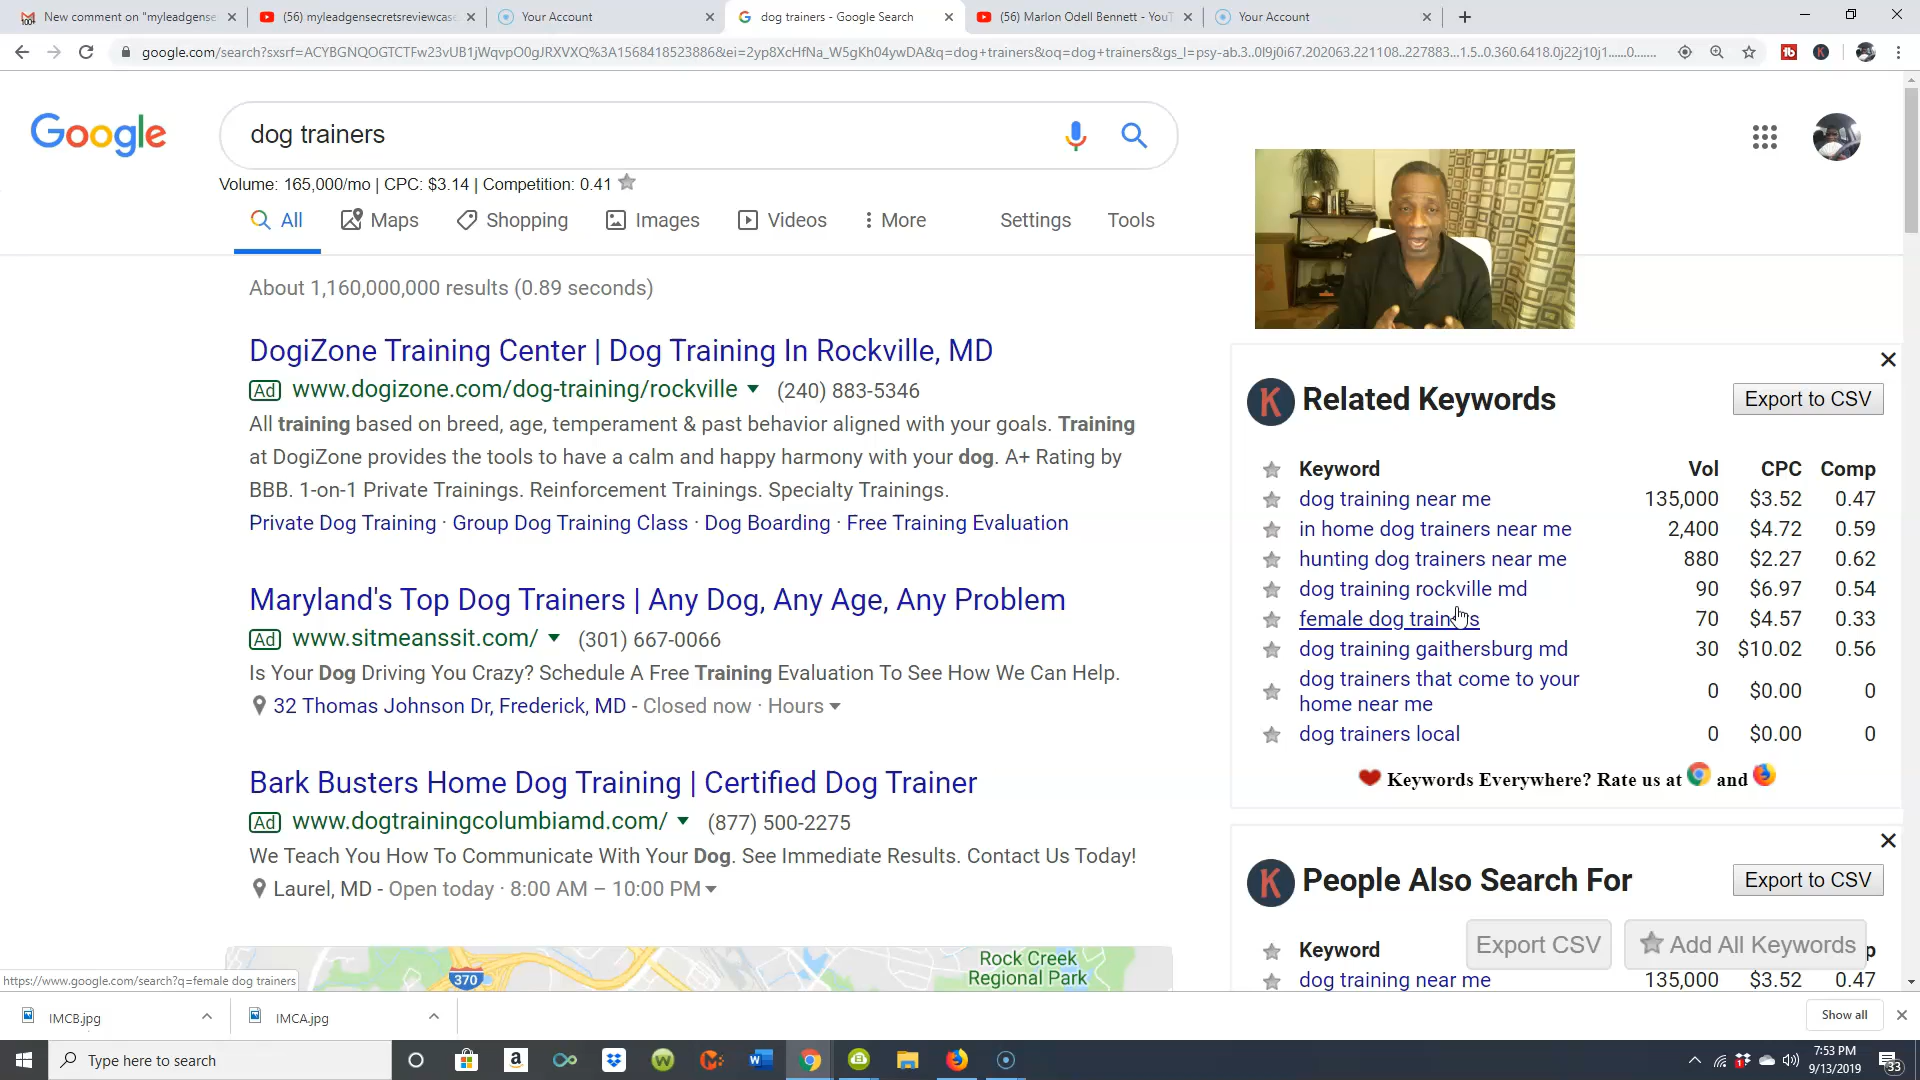 New comment on "myleadgense
(56) myleadgensecretsreviewcase
Your Account
dog trainers - Google Search
(56) Marlon Odell Bennett - YouT
Your Account
google.com/search?sxsrf=ACYBGNQOGTCTFw23vUB1jWqvpO0gJRXVXQ%3A1568418523886&ei=2yp8XcHfNa_W5gKh04ywDA&q=dog+trainers&oq=dog+trainers&gs_l=psy-ab.3..0l9j0i67.202063.221108..227883...1.5..0.360.6418.0j22j10j1......0.......
Google
dog trainers
Volume: 165,000/mo | CPC: $3.14 | Competition: 0.41
All Maps Shopping Images Videos More Settings Tools
About 1,160,000,000 results (0.89 seconds)
DogiZone Training Center | Dog Training In Rockville, MD
Ad www.dogizone.com/dog-training/rockville (240) 883-5346
All training based on breed, age, temperament & past behavior aligned with your goals. Training
at DogiZone provides the tools to have a calm and happy harmony with your dog. A+ Rating by
BBB. 1-on-1 Private Trainings. Reinforcement Trainings. Specialty Trainings.
Private Dog Training · Group Dog Training Class · Dog Boarding · Free Training Evaluation
Maryland's Top Dog Trainers | Any Dog, Any Age, Any Problem
Ad www.sitmeanssit.com/ (301) 667-0066
Is Your Dog Driving You Crazy? Schedule A Free Training Evaluation To See How We Can Help.
32 Thomas Johnson Dr, Frederick, MD - Closed now · Hours
Bark Busters Home Dog Training | Certified Dog Trainer
Ad www.dogtrainingcolumbiamd.com/ (877) 500-2275
We Teach You How To Communicate With Your Dog. See Immediate Results. Contact Us Today!
Laurel, MD - Open today · 8:00 AM – 10:00 PM
Rock Creek
Regional Park
370
K Related Keywords Export to CSV
Keyword Vol CPC Comp
dog training near me 135,000 $3.52 0.47
in home dog trainers near me 2,400 $4.72 0.59
hunting dog trainers near me 880 $2.27 0.62
dog training rockville md 90 $6.97 0.54
female dog trainers 70 $4.57 0.33
dog training gaithersburg md 30 $10.02 0.56
dog trainers that come to your
home near me 0 $0.00 0
dog trainers local 0 $0.00 0
Keywords Everywhere? Rate us at and
K People Also Search For Export to CSV
Export CSV Add All Keywords
Keyword p
dog training near me 135,000 $3.52 0.47
https://www.google.com/search?q=female dog trainers
IMCB.jpg
IMCA.jpg
Show all
Type here to search
7:53 PM
9/13/2019
33